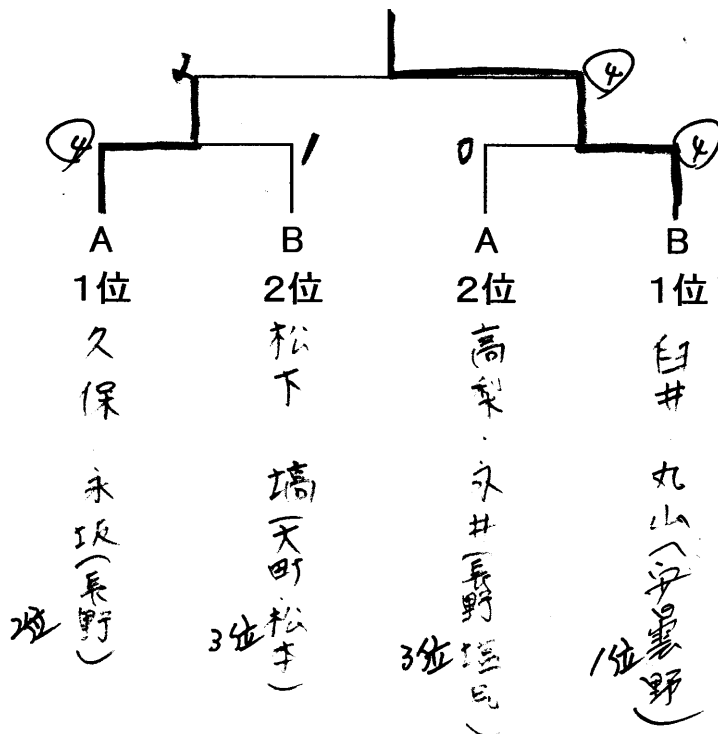 2 ④
④ 1 0 ④
A B A B
1位 2位 2位 1位
久保・永坂(長野)
2位
松下 塙(大町 松本)
3位
高梨・永井(長野 塩尻)
3位
臼井・丸山(安曇野)
1位